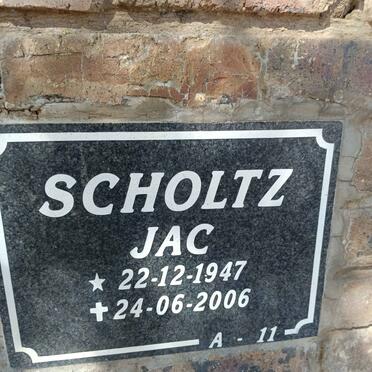 SCHOLTZ
JAC
★ 22-12-1947
✝ 24-06-2006
A - 11